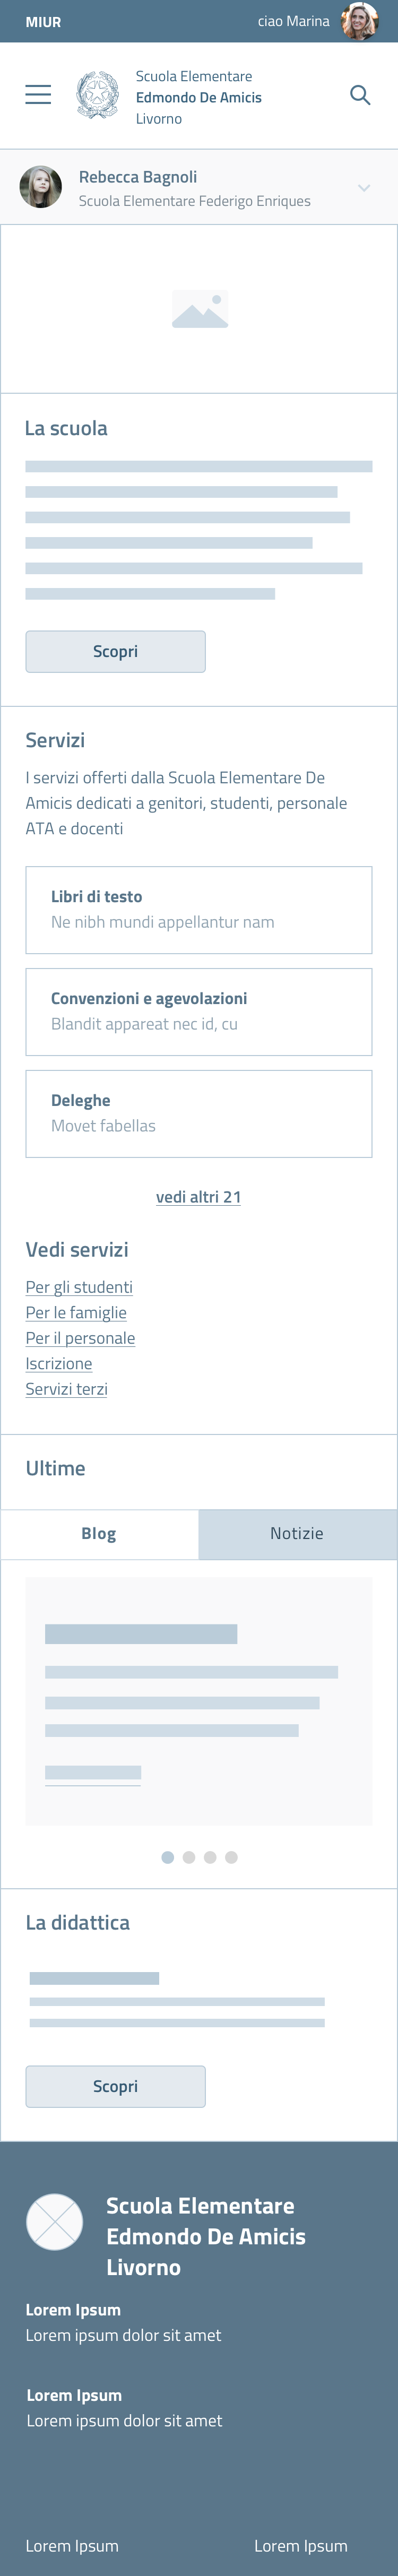 MIUR
ciao Marina
Scuola Elementare
Edmondo De Amicis
Livorno
Rebecca Bagnoli
Scuola Elementare Federigo Enriques
La scuola
Scopri
Servizi
I servizi offerti dalla Scuola Elementare De
Amicis dedicati a genitori, studenti, personale
ATA e docenti
Libri di testo
Ne nibh mundi appellantur nam
Convenzioni e agevolazioni
Blandit appareat nec id, cu
Deleghe
Movet fabellas
vedi altri 21
Vedi servizi
Per gli studenti
Per le famiglie
Per il personale
Iscrizione
Servizi terzi
Ultime
Blog
Notizie
La didattica
Scopri
Scuola Elementare
Edmondo De Amicis
Livorno
Lorem Ipsum
Lorem ipsum dolor sit amet
Lorem Ipsum
Lorem ipsum dolor sit amet
Lorem Ipsum
Lorem Ipsum